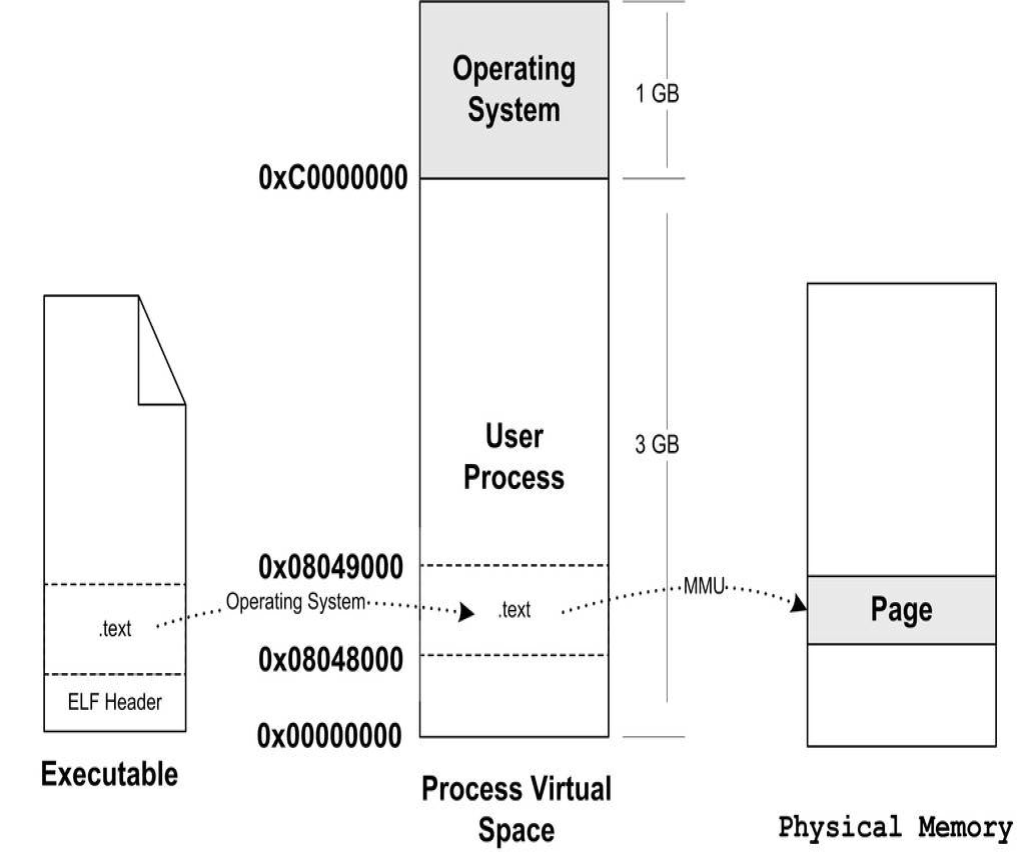 Operating
System
1 GB
0xC0000000
User
Process
3 GB
0x08049000
Operating System
.text
MMU
Page
.text
0x08048000
ELF Header
0x00000000
Executable
Process Virtual
Space
Physical Memory